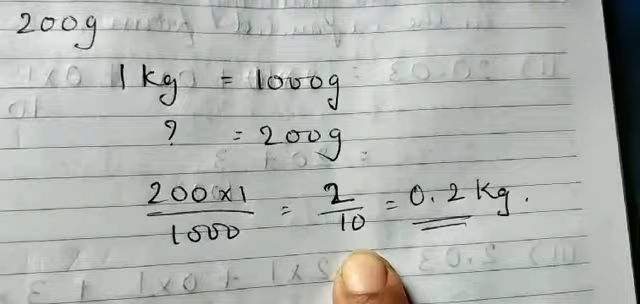 200g
1 kg = 1000g
? = 200g
200 x 1 / 1000 = 2 / 10 = 0.2 kg.